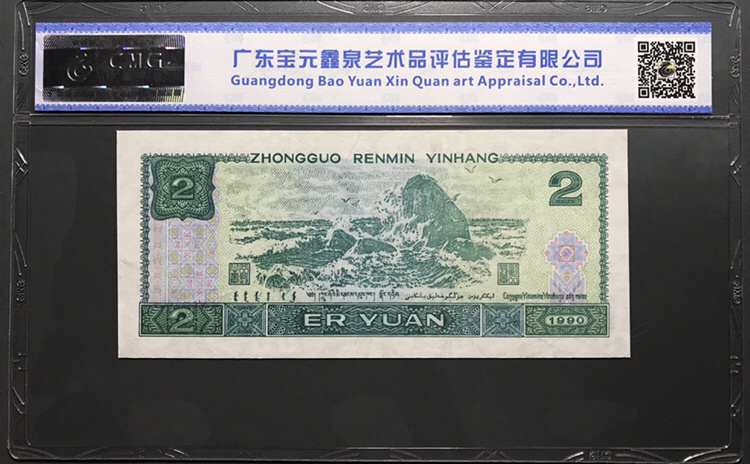 CMG
广东宝元鑫泉艺术品评估鉴定有限公司
Guangdong Bao Yuan Xin Quan art Appraisal Co.,Ltd.
ZHONGGUO RENMIN YINHANG
2
2
2
ER YUAN
1990